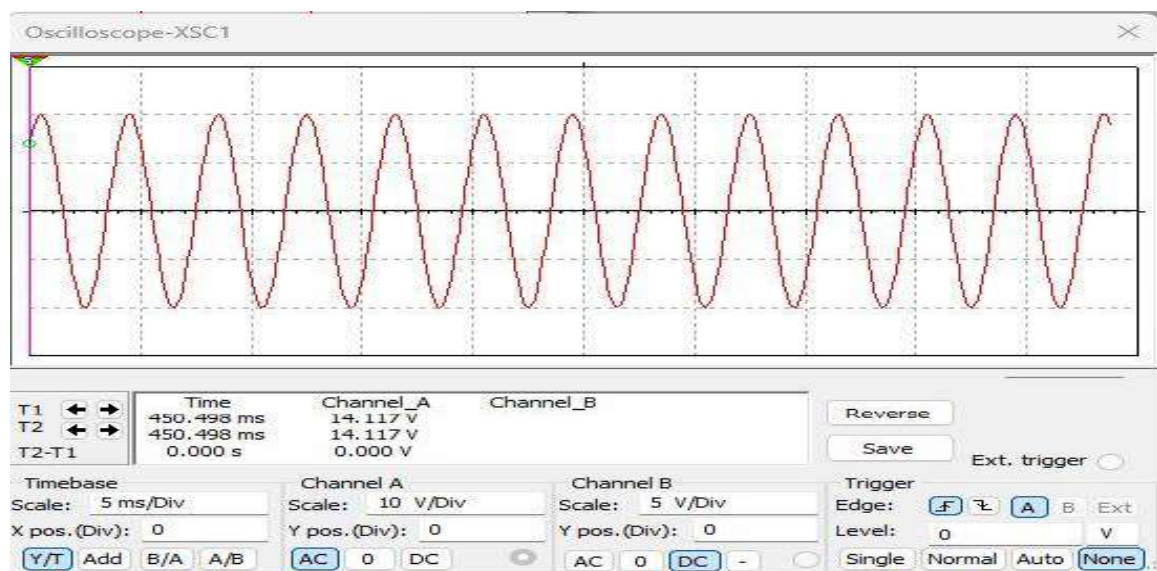 Oscilloscope-XSC1
Time Channel_A Channel_B
T1 450.498 ms 14.117 V
T2 450.498 ms 14.117 V
T2-T1 0.000 s 0.000 V
Reverse
Save
Ext. trigger
Timebase
Scale: 5 ms/Div
X pos.(Div): 0
Y/T Add B/A A/B
Channel A
Scale: 10 V/Div
Y pos.(Div): 0
AC 0 DC
Channel B
Scale: 5 V/Div
Y pos.(Div): 0
AC 0 DC -
Trigger
Edge: A B Ext
Level: 0 V
Single Normal Auto None